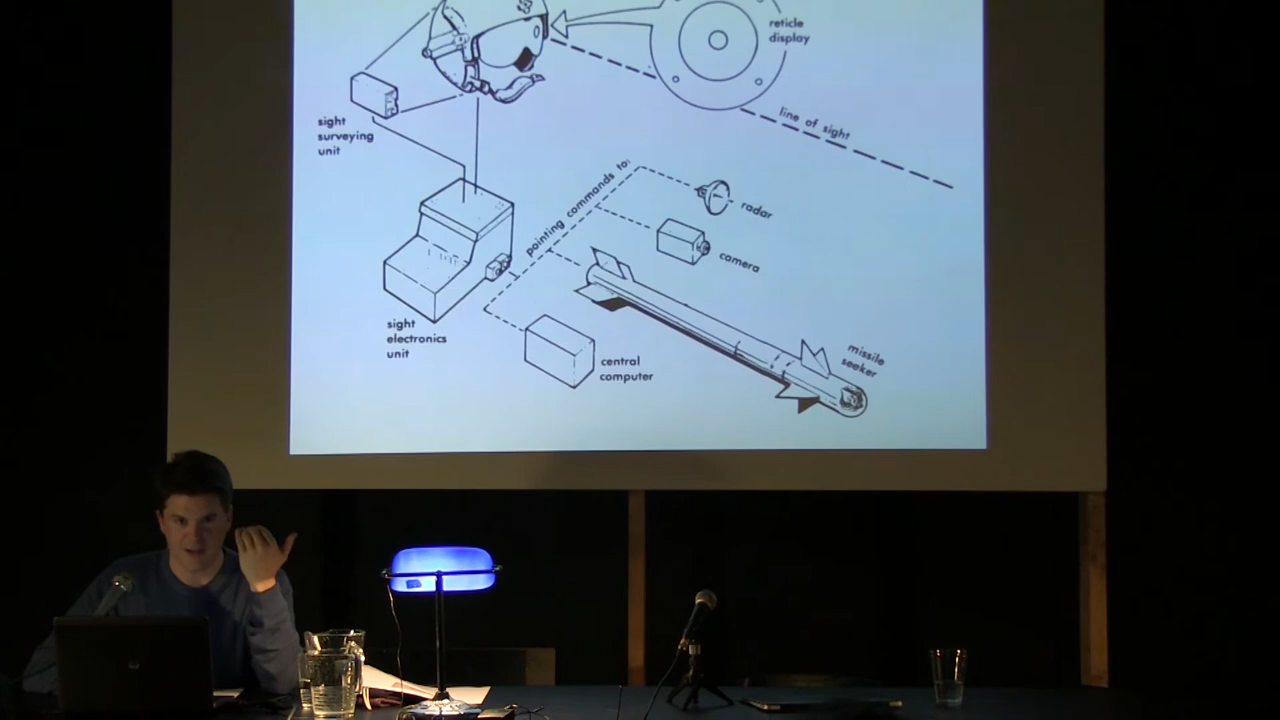 reticle
display
line of sight
sight
surveying
unit
pointing commands to:
radar
camera
sight
electronics
unit
central
computer
missile
seeker